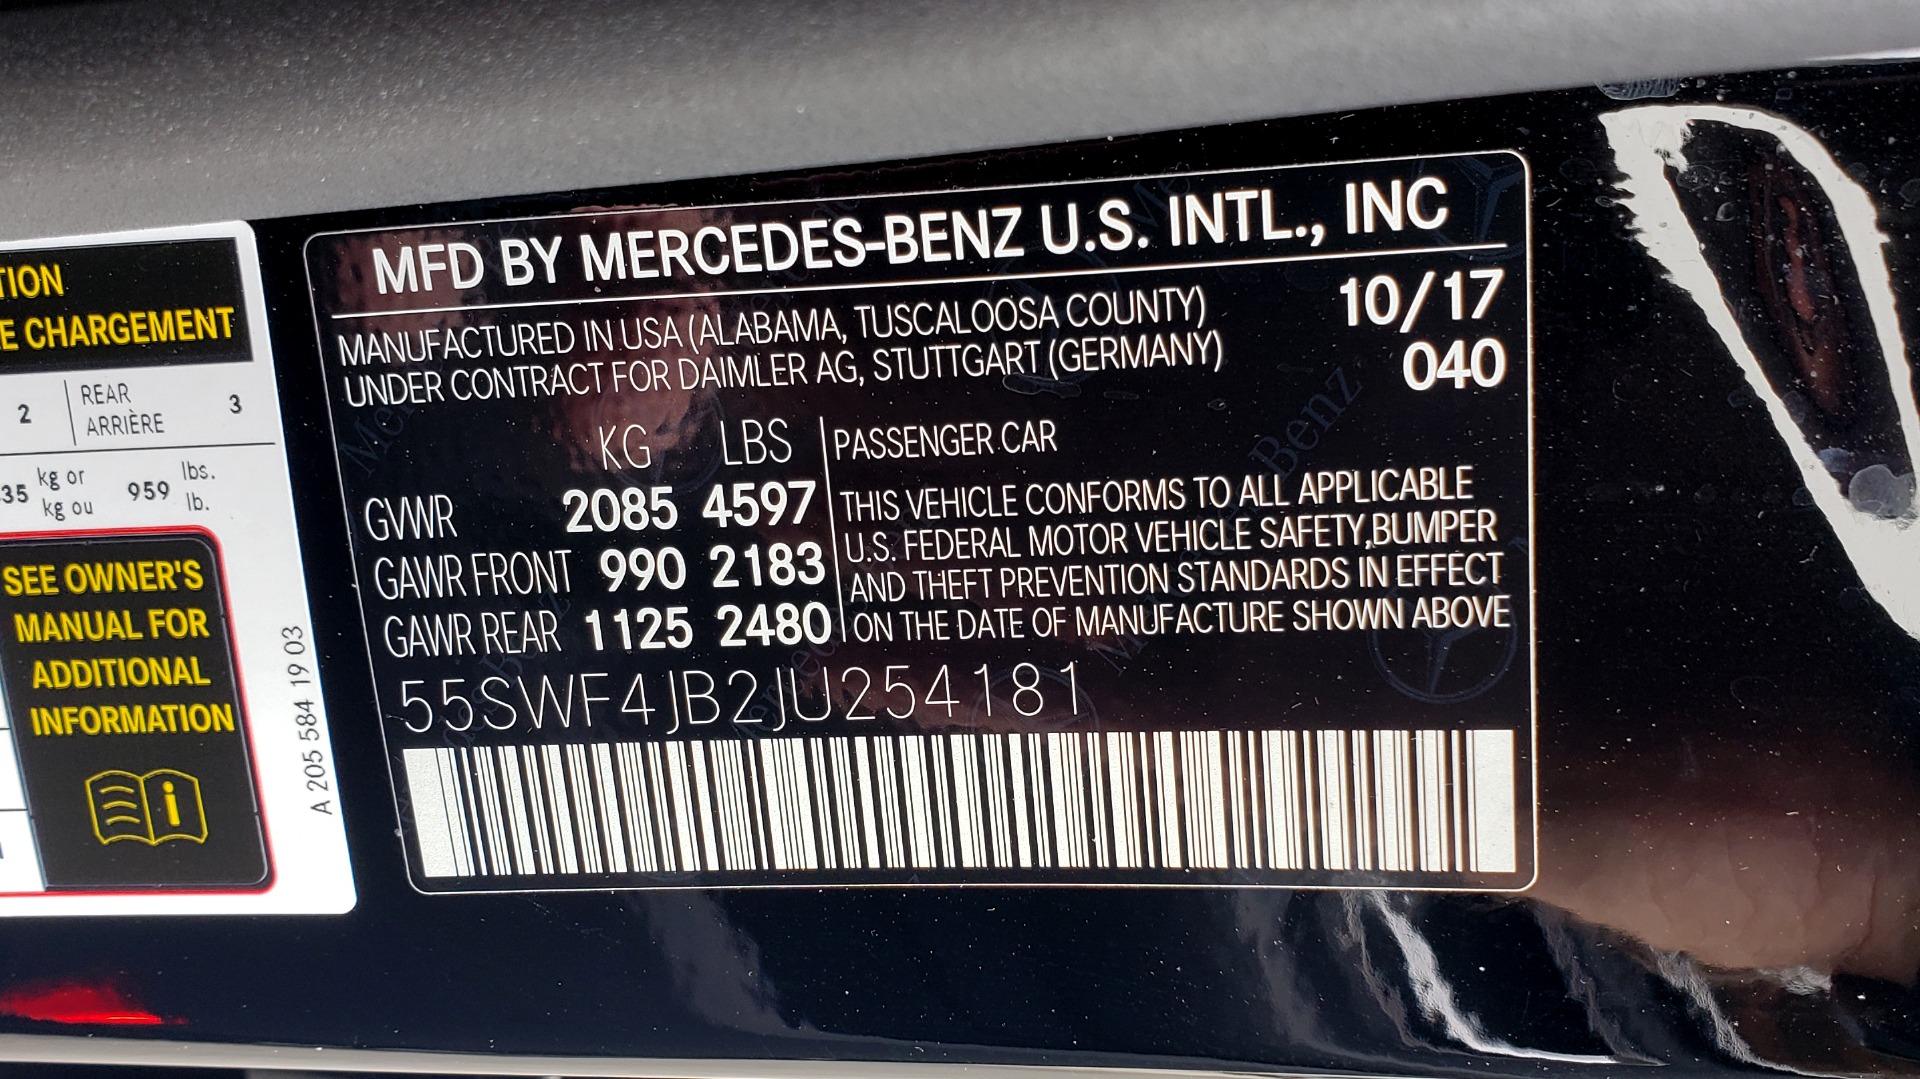 TION
E CHARGEMENT
2 REAR
ARRIÈRE 3
35 kg or
kg ou 959 lbs.
lb.
SEE OWNER'S
MANUAL FOR
ADDITIONAL
INFORMATION
A 205 584 19 03
MFD BY MERCEDES-BENZ U.S. INTL., INC
MANUFACTURED IN USA (ALABAMA, TUSCALOOSA COUNTY) 10/17
UNDER CONTRACT FOR DAIMLER AG, STUTTGART (GERMANY) 040
KG LBS PASSENGER CAR
GVWR 2085 4597
GAWR FRONT 990 2183
GAWR REAR 1125 2480
THIS VEHICLE CONFORMS TO ALL APPLICABLE
U.S. FEDERAL MOTOR VEHICLE SAFETY,BUMPER
AND THEFT PREVENTION STANDARDS IN EFFECT
ON THE DATE OF MANUFACTURE SHOWN ABOVE
55SWF4JB2JU254181